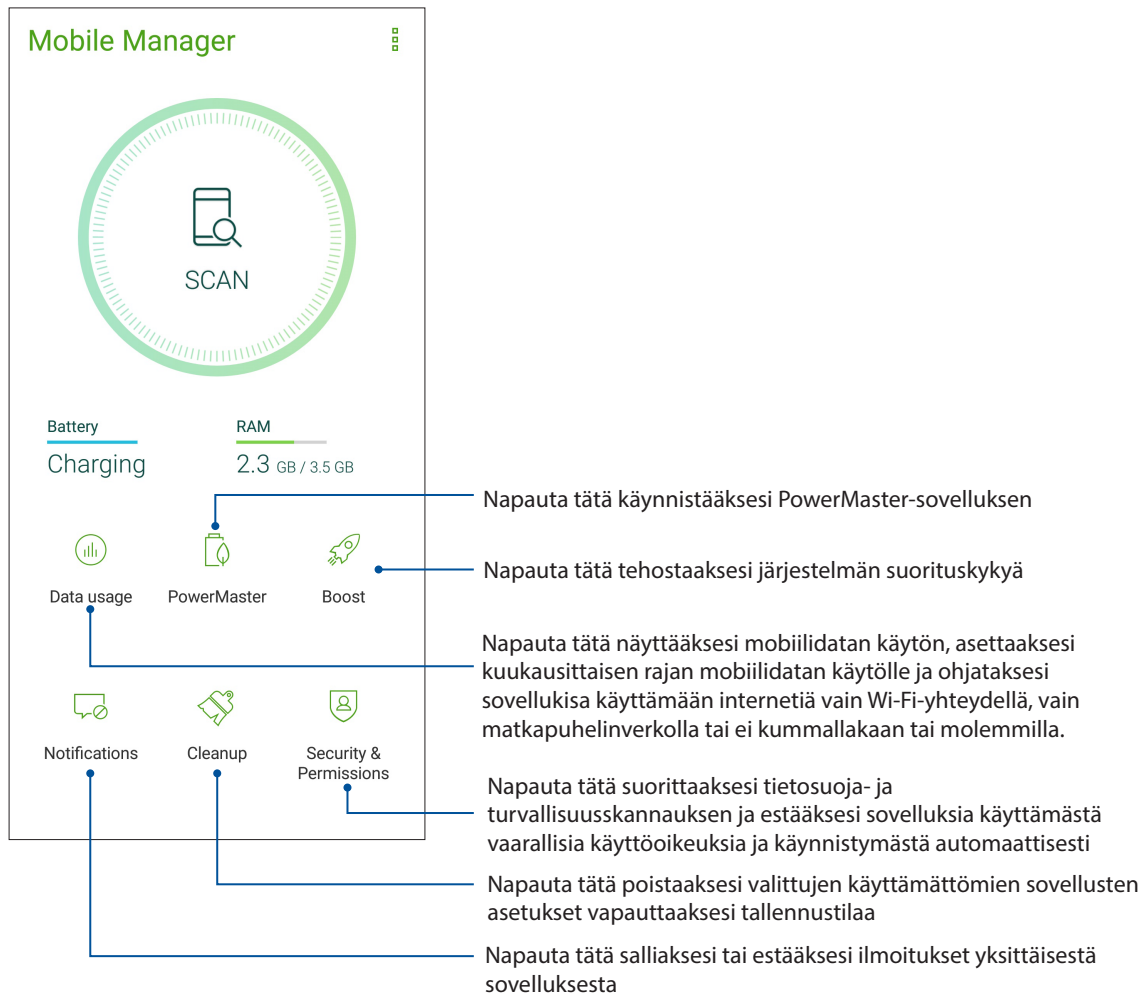 Mobile Manager
SCAN
Battery
RAM
Charging
2.3 GB / 3.5 GB
Napauta tätä käynnistääksesi PowerMaster-sovelluksen
Napauta tätä tehostaaksesi järjestelmän suorituskykyä
Data usage
PowerMaster
Boost
Napauta tätä näyttääksesi mobiilidatan käytön, asettaaksesi
kuukausittaisen rajan mobiilidatan käytölle ja ohjataksesi
sovellukisa käyttämään internetiä vain Wi-Fi-yhteydellä, vain
matkapuhelinverkolla tai ei kummallakaan tai molemmilla.
Notifications
Cleanup
Security &
Permissions
Napauta tätä suorittaaksesi tietosuoja- ja
turvallisuusskannauksen ja estääksesi sovelluksia käyttämästä
vaarallisia käyttöoikeuksia ja käynnistymästä automaattisesti
Napauta tätä poistaaksesi valittujen käyttämättömien sovellusten
asetukset vapauttaaksesi tallennustilaa
Napauta tätä salliaksesi tai estääksesi ilmoitukset yksittäisestä
sovelluksesta